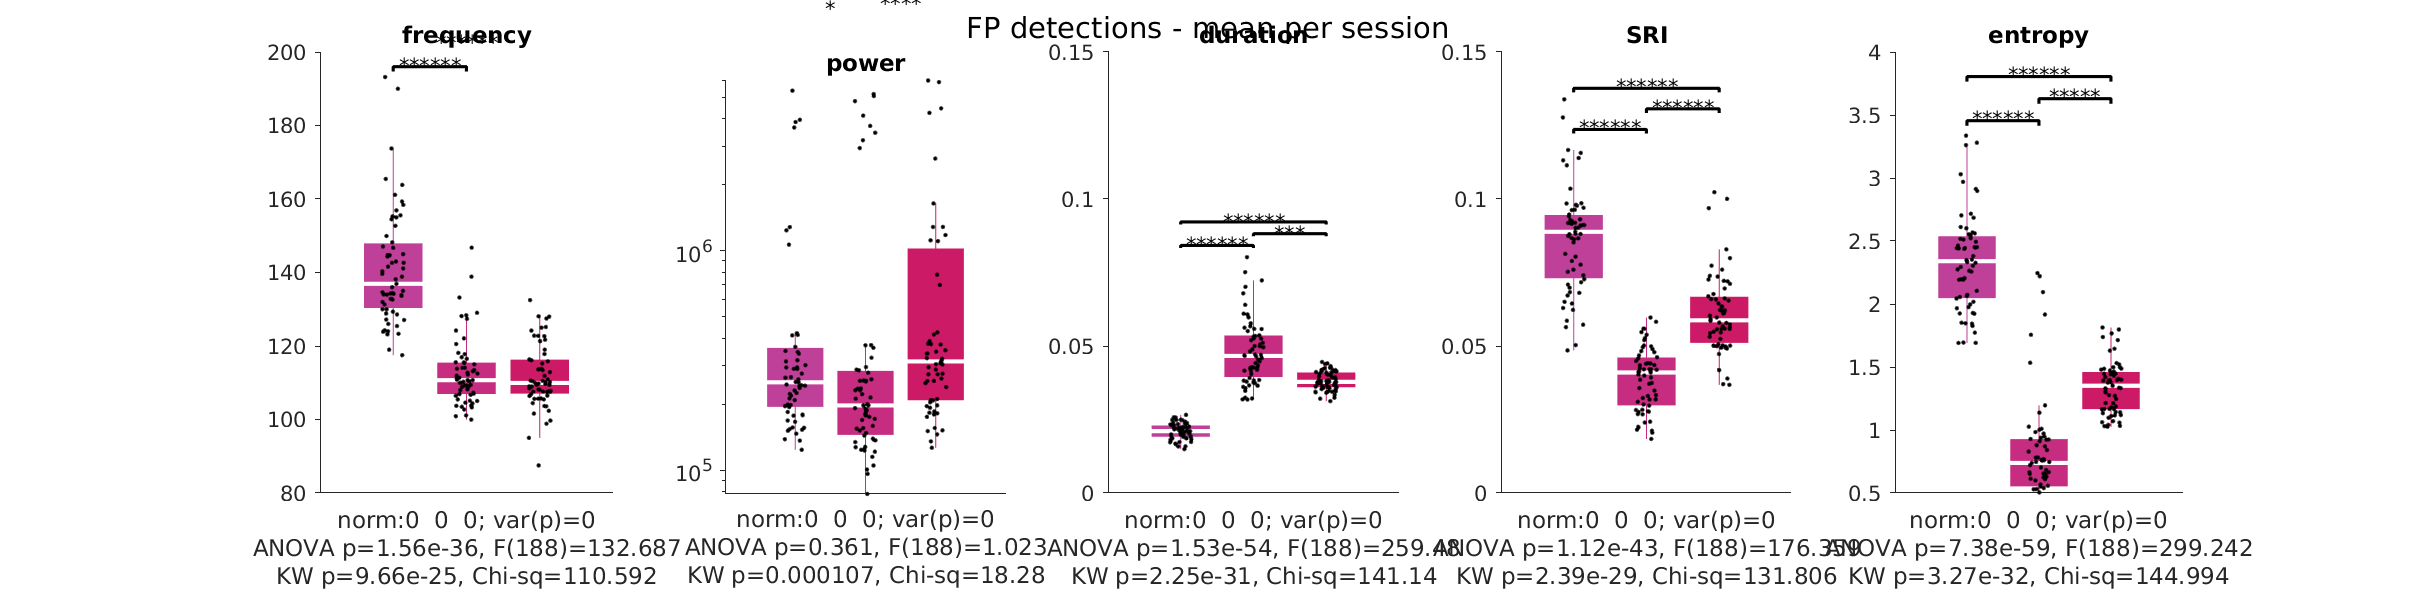 * ****
FP detections - mean per session
frequency
power
duration
SRI
entropy
200
180
160
140
120
100
80
******
******
norm:0 0 0; var(p)=0
ANOVA p=1.56e-36, F(188)=132.687
KW p=9.66e-25, Chi-sq=110.592
10^6
10^5
norm:0 0 0; var(p)=0
ANOVA p=0.361, F(188)=1.023
KW p=0.000107, Chi-sq=18.28
0.15
0.1
0.05
0
******
****** ***
norm:0 0 0; var(p)=0
ANOVA p=1.53e-54, F(188)=259.48
KW p=2.25e-31, Chi-sq=141.14
0.15
0.1
0.05
0
******
******
******
norm:0 0 0; var(p)=0
ANOVA p=1.12e-43, F(188)=176.359
KW p=2.39e-29, Chi-sq=131.806
4
3.5
3
2.5
2
1.5
1
0.5
******
*****
******
norm:0 0 0; var(p)=0
ANOVA p=7.38e-59, F(188)=299.242
KW p=3.27e-32, Chi-sq=144.994